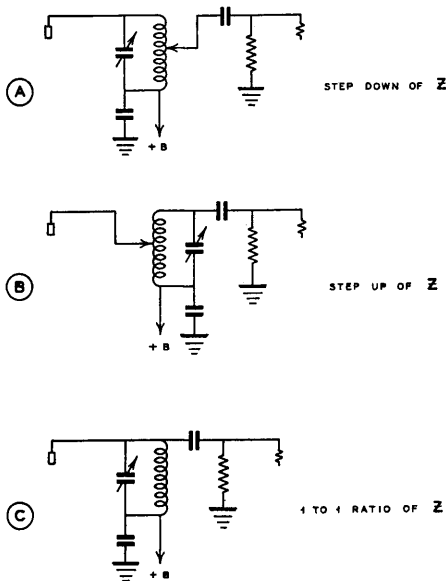 A
STEP DOWN OF Z
+ B
B
STEP UP OF Z
+ B
C
1 TO 1 RATIO OF Z
+ B